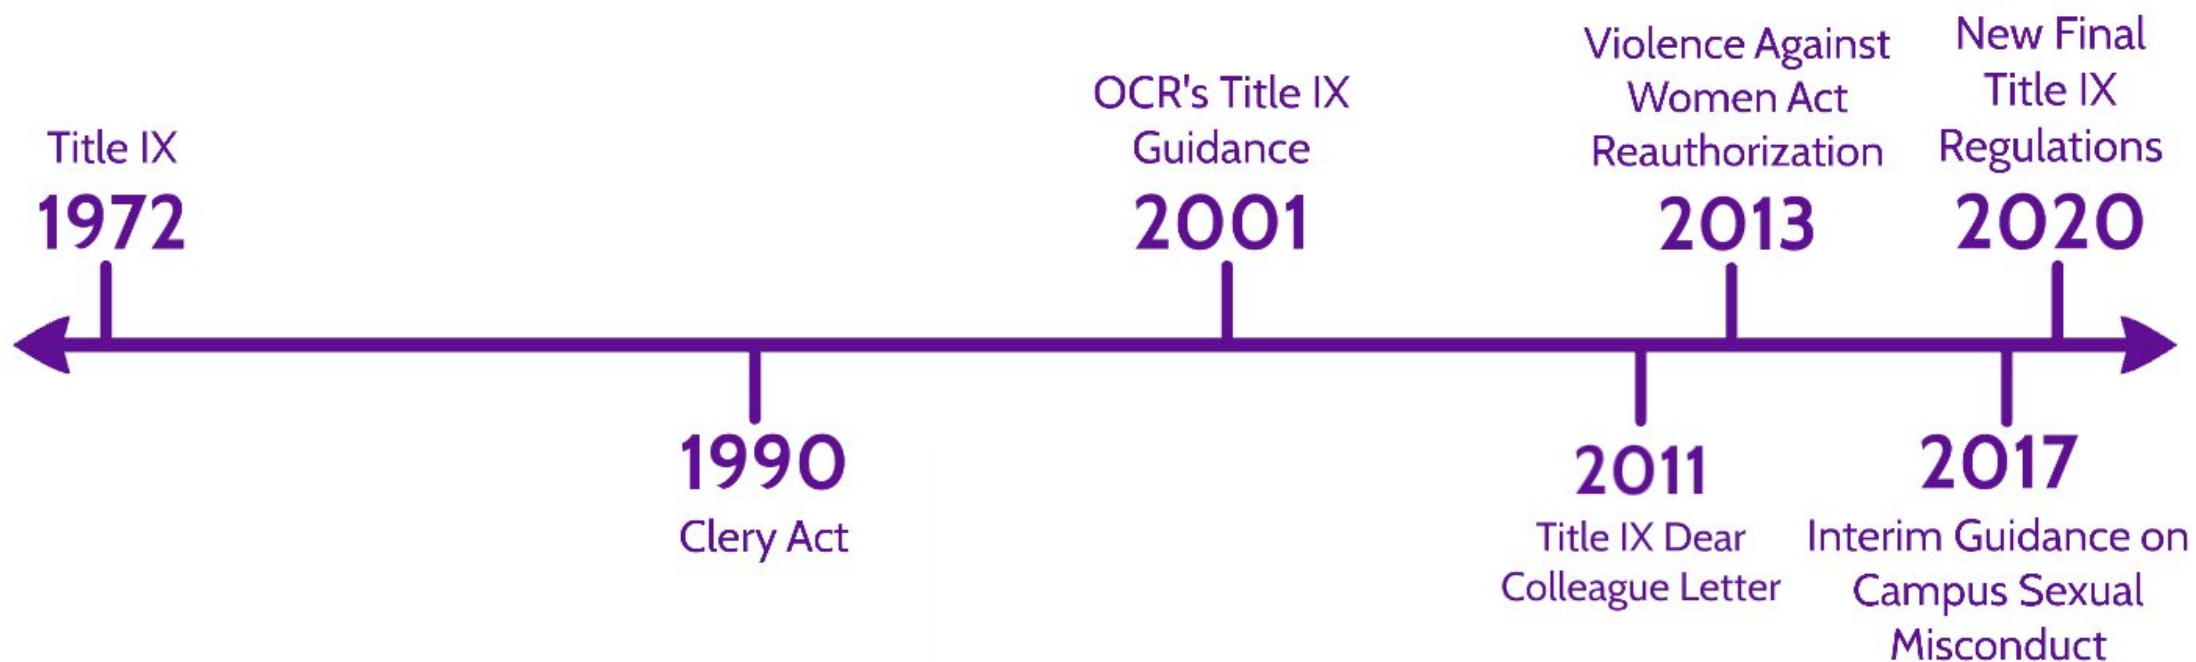 Title IX
1972
1990
Clery Act
OCR's Title IX
Guidance
2001
2011
Title IX Dear
Colleague Letter
Violence Against
Women Act
Reauthorization
2013
2017
Interim Guidance on
Campus Sexual
Misconduct
New Final
Title IX
Regulations
2020